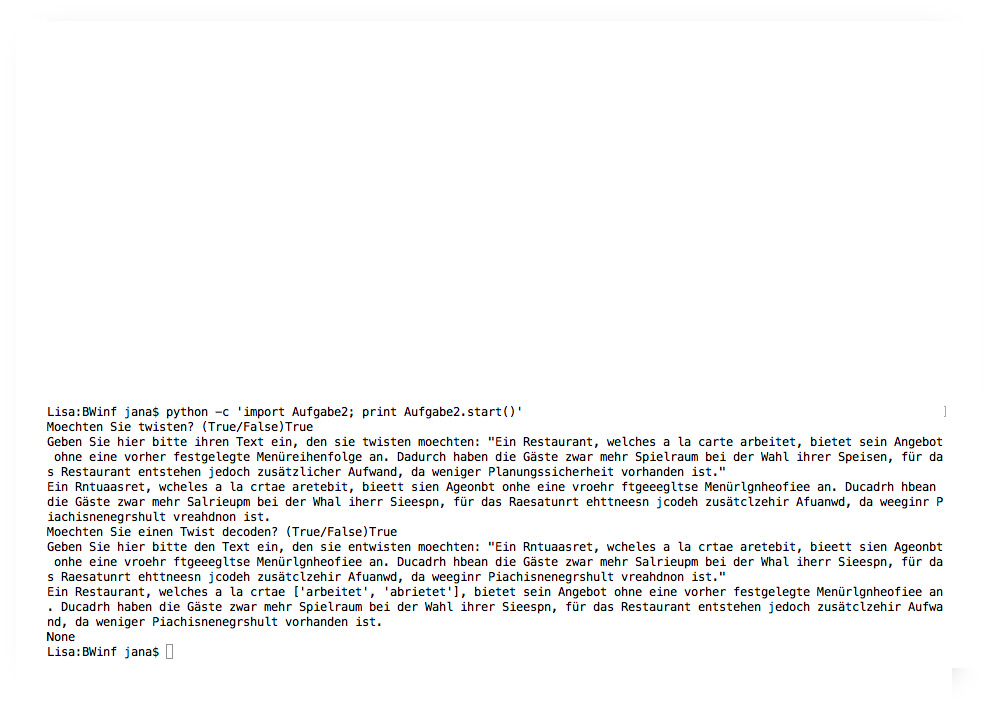 Lisa:BWinf jana$ python -c 'import Aufgabe2; print Aufgabe2.start()'
Moechten Sie twisten? (True/False)True
Geben Sie hier bitte ihren Text ein, den sie twisten moechten: "Ein Restaurant, welches a la carte arbeitet, bietet sein Angebot
 ohne eine vorher festgelegte Menüreihenfolge an. Dadurch haben die Gäste zwar mehr Spielraum bei der Wahl ihrer Speisen, für da
s Restaurant entstehen jedoch zusätzlicher Aufwand, da weniger Planungssicherheit vorhanden ist."
Ein Rntuaasret, wcheles a la crtae aretebit, bieett sien Ageonbt onhe eine vroehr ftgeeegltse Menürlgnheofiee an. Ducadrh hbean
die Gäste zwar mehr Salrieupm bei der Whal iherr Sieespn, für das Raesatunrt ehttneesn jcodeh zusätclzehir Afuanwd, da weeginr P
iachisnenegrshult vreahdnon ist.
Moechten Sie einen Twist decoden? (True/False)True
Geben Sie hier bitte den Text ein, den sie entwisten moechten: "Ein Rntuaasret, wcheles a la crtae aretebit, bieett sien Ageonbt
 onhe eine vroehr ftgeeegltse Menürlgnheofiee an. Ducadrh hbean die Gäste zwar mehr Salrieupm bei der Whal iherr Sieespn, für da
s Raesatunrt ehttneesn jcodeh zusätclzehir Afuanwd, da weeginr Piachisnenegrshult vreahdnon ist."
Ein Restaurant, welches a la crtae ['arbeitet', 'abrietet'], bietet sein Angebot ohne eine vorher festgelegte Menürlgnheofiee an
. Ducadrh haben die Gäste zwar mehr Spielraum bei der Wahl ihrer Sieespn, für das Restaurant entstehen jedoch zusätclzehir Aufwa
nd, da weniger Piachisnenegrshult vorhanden ist.
None
Lisa:BWinf jana$